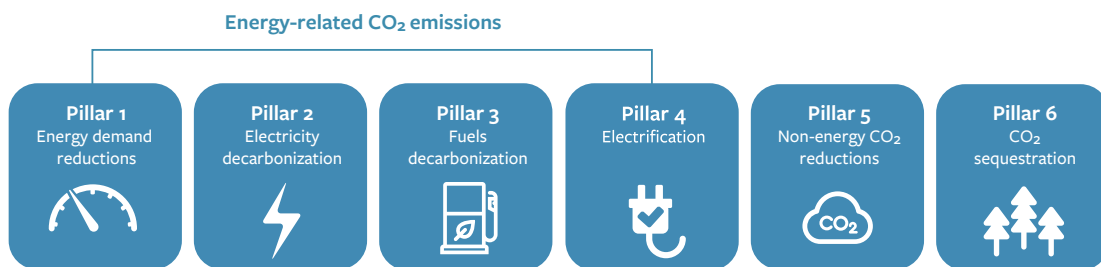 Energy-related CO₂ emissions
Pillar 1
Energy demand
reductions
Pillar 2
Electricity
decarbonization
Pillar 3
Fuels
decarbonization
Pillar 4
Electrification
Pillar 5
Non-energy CO₂
reductions
CO₂
Pillar 6
CO₂
sequestration